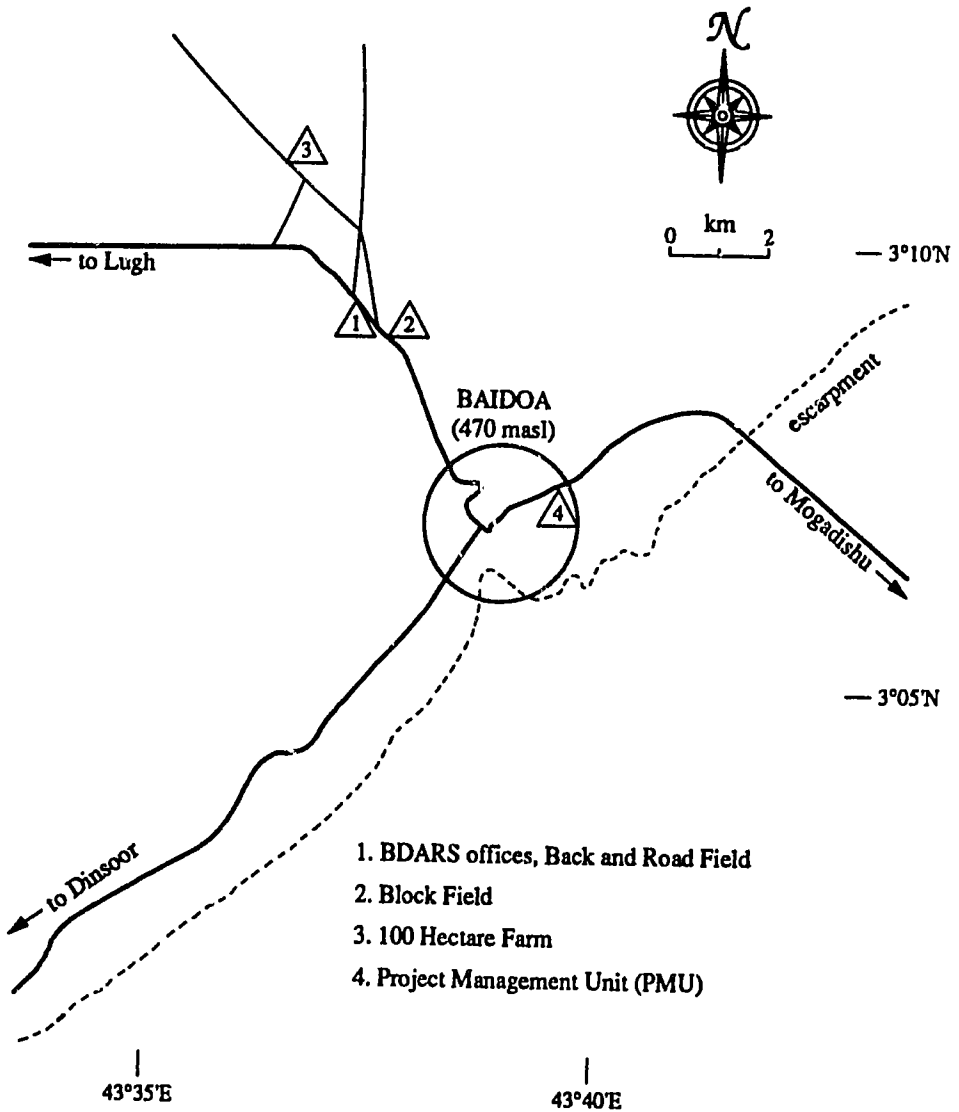 N
3
km
0 2
to Lugh
3°10'N
1
2
BAIDOA
(470 masl)
escarpment
4
to Mogadishu
3°05'N
to Dinsoor
1. BDARS offices, Back and Road Field
2. Block Field
3. 100 Hectare Farm
4. Project Management Unit (PMU)
43°35'E
43°40'E